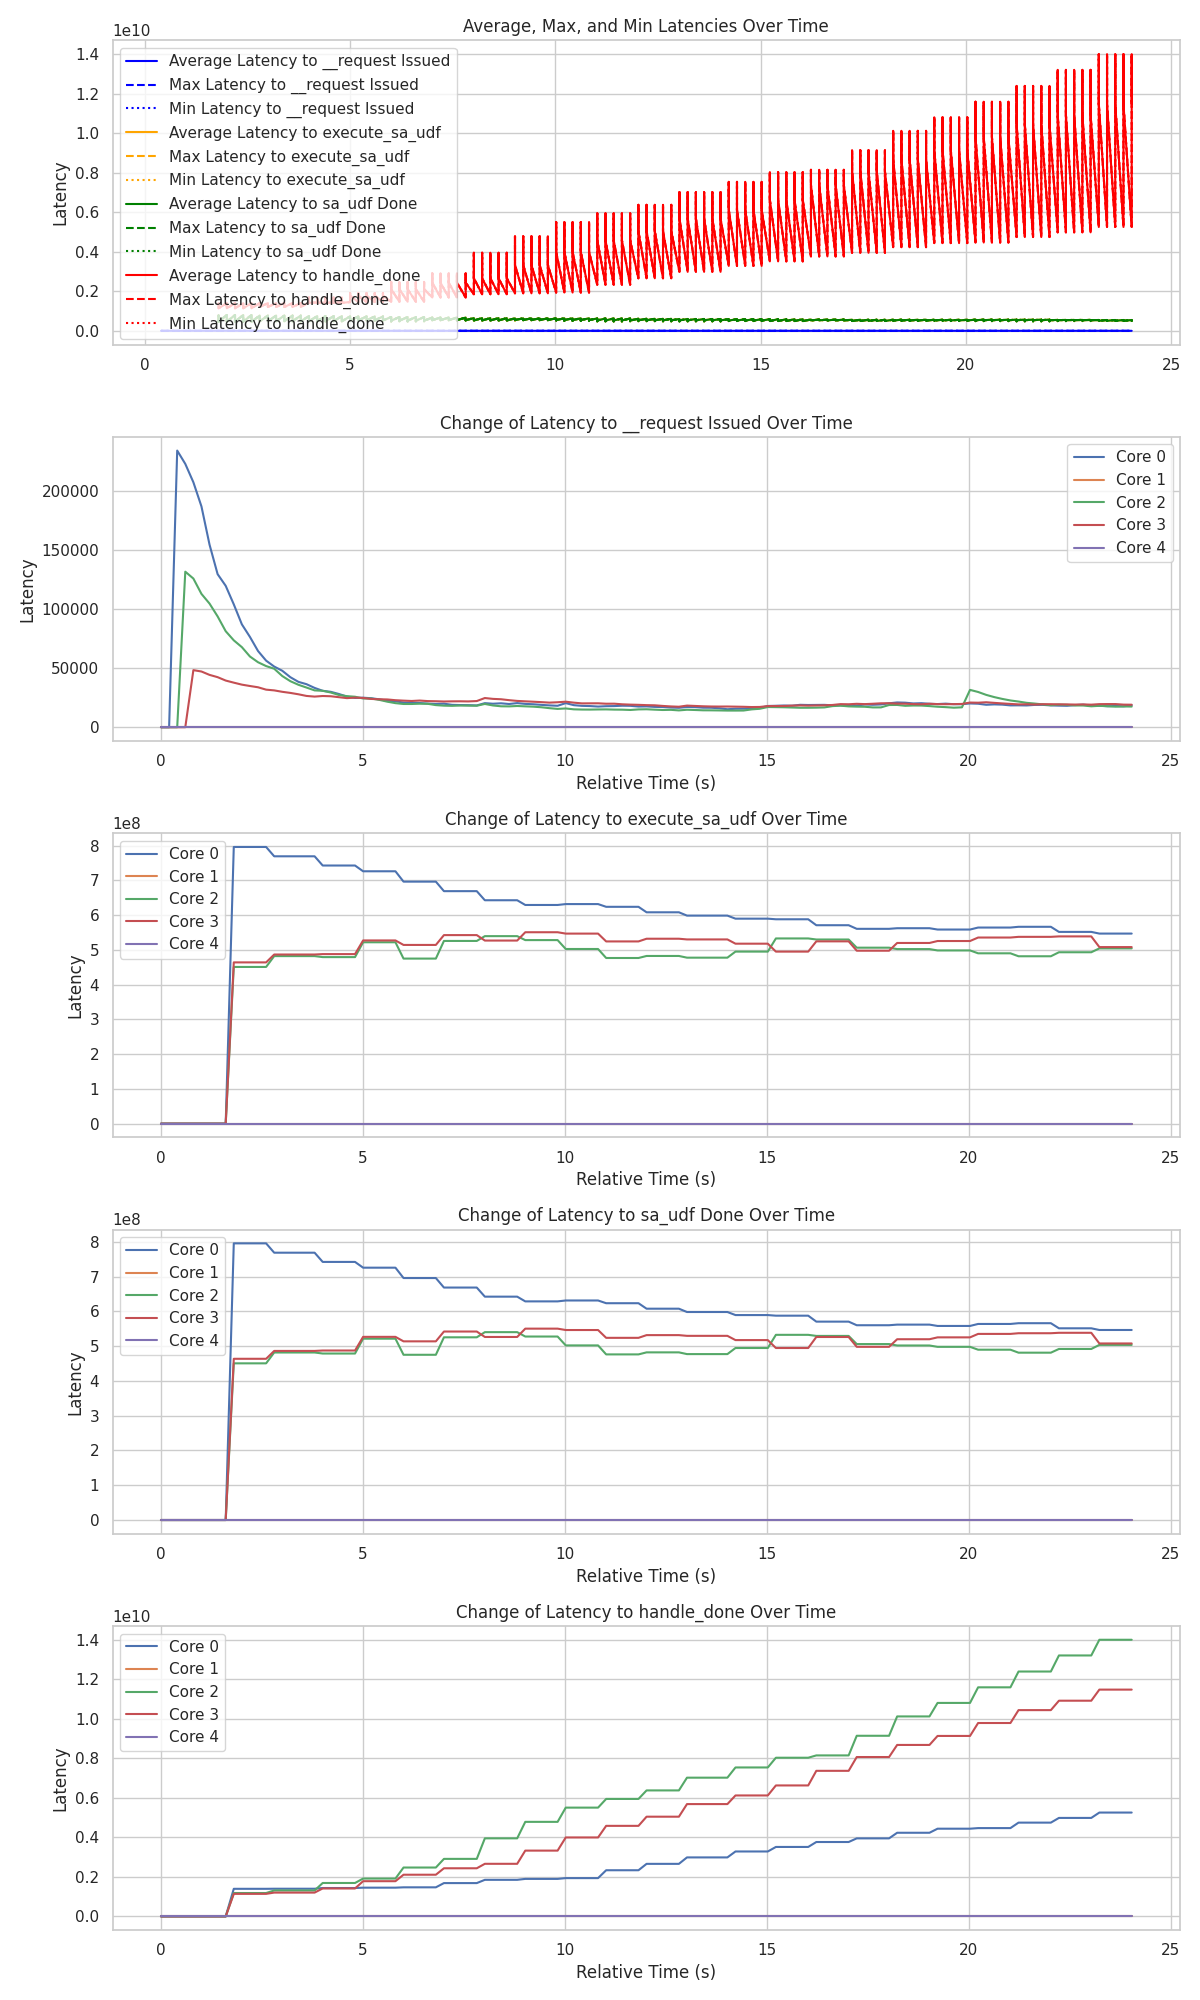 Average, Max, and Min Latencies Over Time
1e10
Latency
1.4
1.2
1.0
0.8
0.6
0.4
0.2
0.0
Average Latency to __request Issued
Max Latency to __request Issued
Min Latency to __request Issued
Average Latency to execute_sa_udf
Max Latency to execute_sa_udf
Min Latency to execute_sa_udf
Average Latency to sa_udf Done
Max Latency to sa_udf Done
Min Latency to sa_udf Done
Average Latency to handle_done
Max Latency to handle_done
Min Latency to handle_done
0 5 10 15 20 25
Change of Latency to __request Issued Over Time
Latency
200000
150000
100000
50000
0
Core 0
Core 1
Core 2
Core 3
Core 4
0 5 10 15 20 25
Relative Time (s)
Change of Latency to execute_sa_udf Over Time
1e8
Latency
8
7
6
5
4
3
2
1
0
Core 0
Core 1
Core 2
Core 3
Core 4
0 5 10 15 20 25
Relative Time (s)
Change of Latency to sa_udf Done Over Time
1e8
Latency
8
7
6
5
4
3
2
1
0
Core 0
Core 1
Core 2
Core 3
Core 4
0 5 10 15 20 25
Relative Time (s)
Change of Latency to handle_done Over Time
1e10
Latency
1.4
1.2
1.0
0.8
0.6
0.4
0.2
0.0
Core 0
Core 1
Core 2
Core 3
Core 4
0 5 10 15 20 25
Relative Time (s)